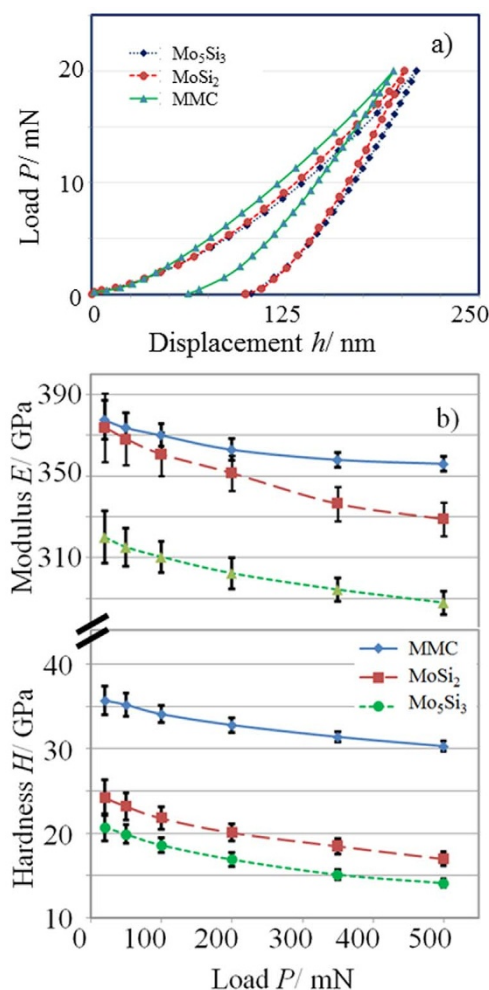 a)
Mo₅Si₃
MoSi₂
MMC
Load P/ mN
20
10
0
0 125 250
Displacement h/ nm
b)
Modulus E/ GPa
390
350
310
MMC
MoSi₂
Mo₅Si₃
Hardness H/ GPa
40
30
20
10
0 100 200 300 400 500
Load P/ mN